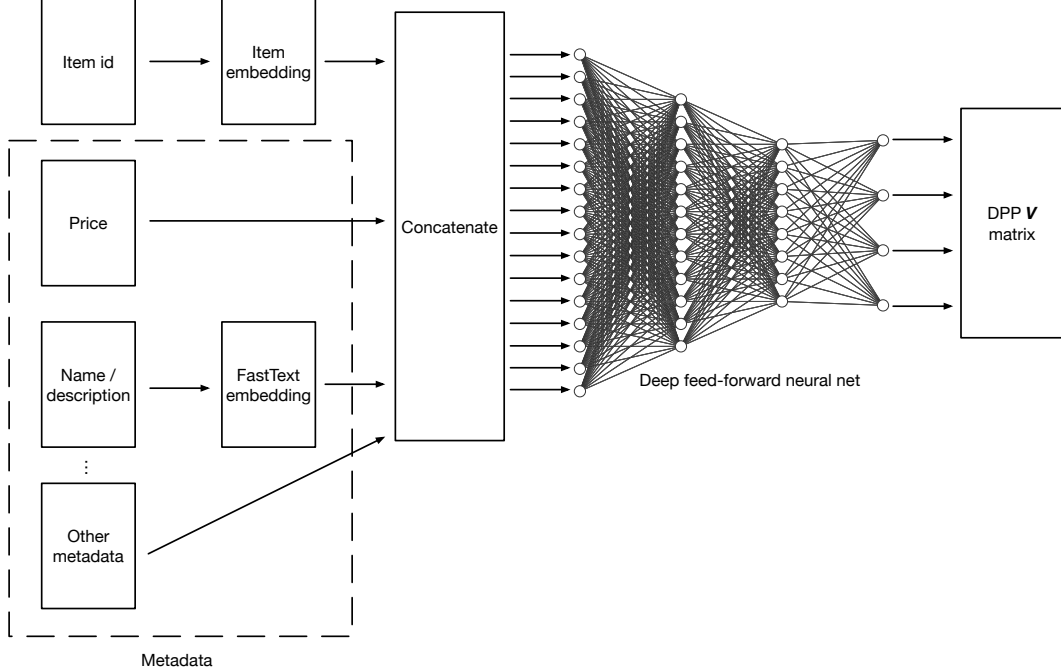 Item id
Item
embedding
Price
Name /
description
FastText
embedding
...
Other
metadata
Metadata
Concatenate
Deep feed-forward neural net
DPP V
matrix